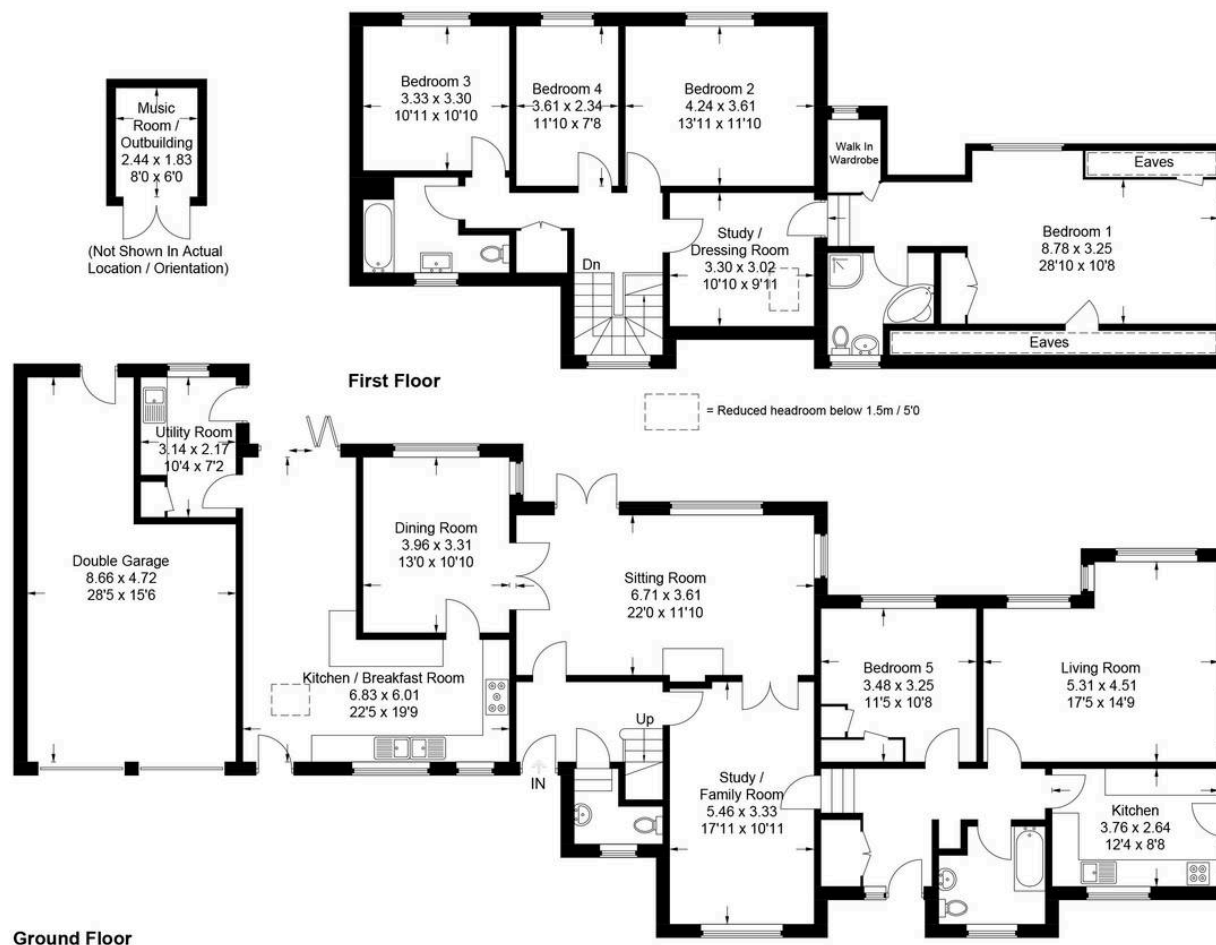 Music
Room /
Outbuilding
2.44 x 1.83
8'0 x 6'0
(Not Shown In Actual
Location / Orientation)
Bedroom 3
3.33 x 3.30
10'11 x 10'10
Bedroom 4
3.61 x 2.34
11'10 x 7'8
Bedroom 2
4.24 x 3.61
13'11 x 11'10
Walk In
Wardrobe
Eaves
Study /
Dressing Room
3.30 x 3.02
10'10 x 9'11
Bedroom 1
8.78 x 3.25
28'10 x 10'8
Dn
Eaves
First Floor
= Reduced headroom below 1.5m / 5'0
Utility Room
3.14 x 2.17
10'4 x 7'2
Double Garage
8.66 x 4.72
28'5 x 15'6
Dining Room
3.96 x 3.31
13'0 x 10'10
Sitting Room
6.71 x 3.61
22'0 x 11'10
Kitchen / Breakfast Room
6.83 x 6.01
22'5 x 19'9
Bedroom 5
3.48 x 3.25
11'5 x 10'8
Living Room
5.31 x 4.51
17'5 x 14'9
Up
IN
Study /
Family Room
5.46 x 3.33
17'11 x 10'11
Kitchen
3.76 x 2.64
12'4 x 8'8
Ground Floor